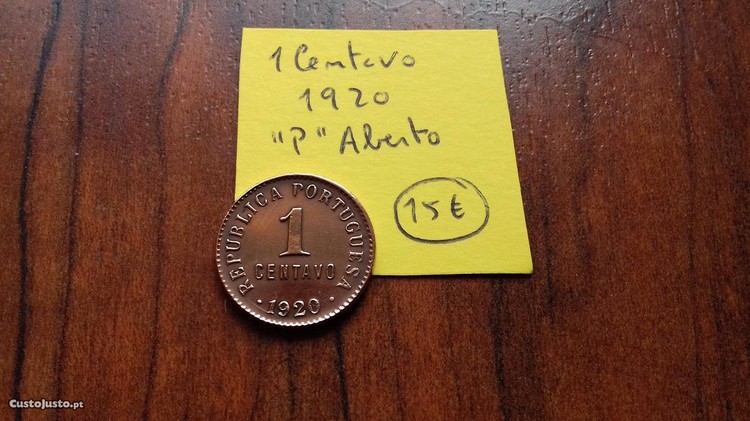 1 Centavo
1920
"P" Aberto
15€
REPUBLICA PORTUGUESA
1
CENTAVO
· 1920 ·
CustoJusto.pt